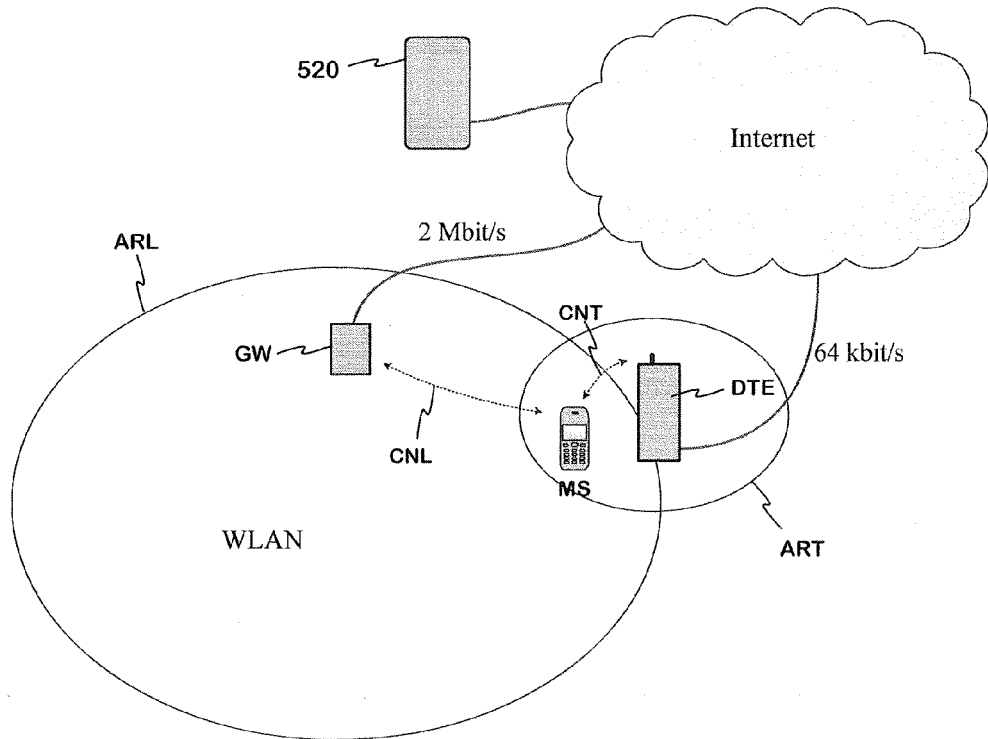 520
Internet
2 Mbit/s
ARL
CNT
GW
64 kbit/s
DTE
CNL
MS
WLAN
ART